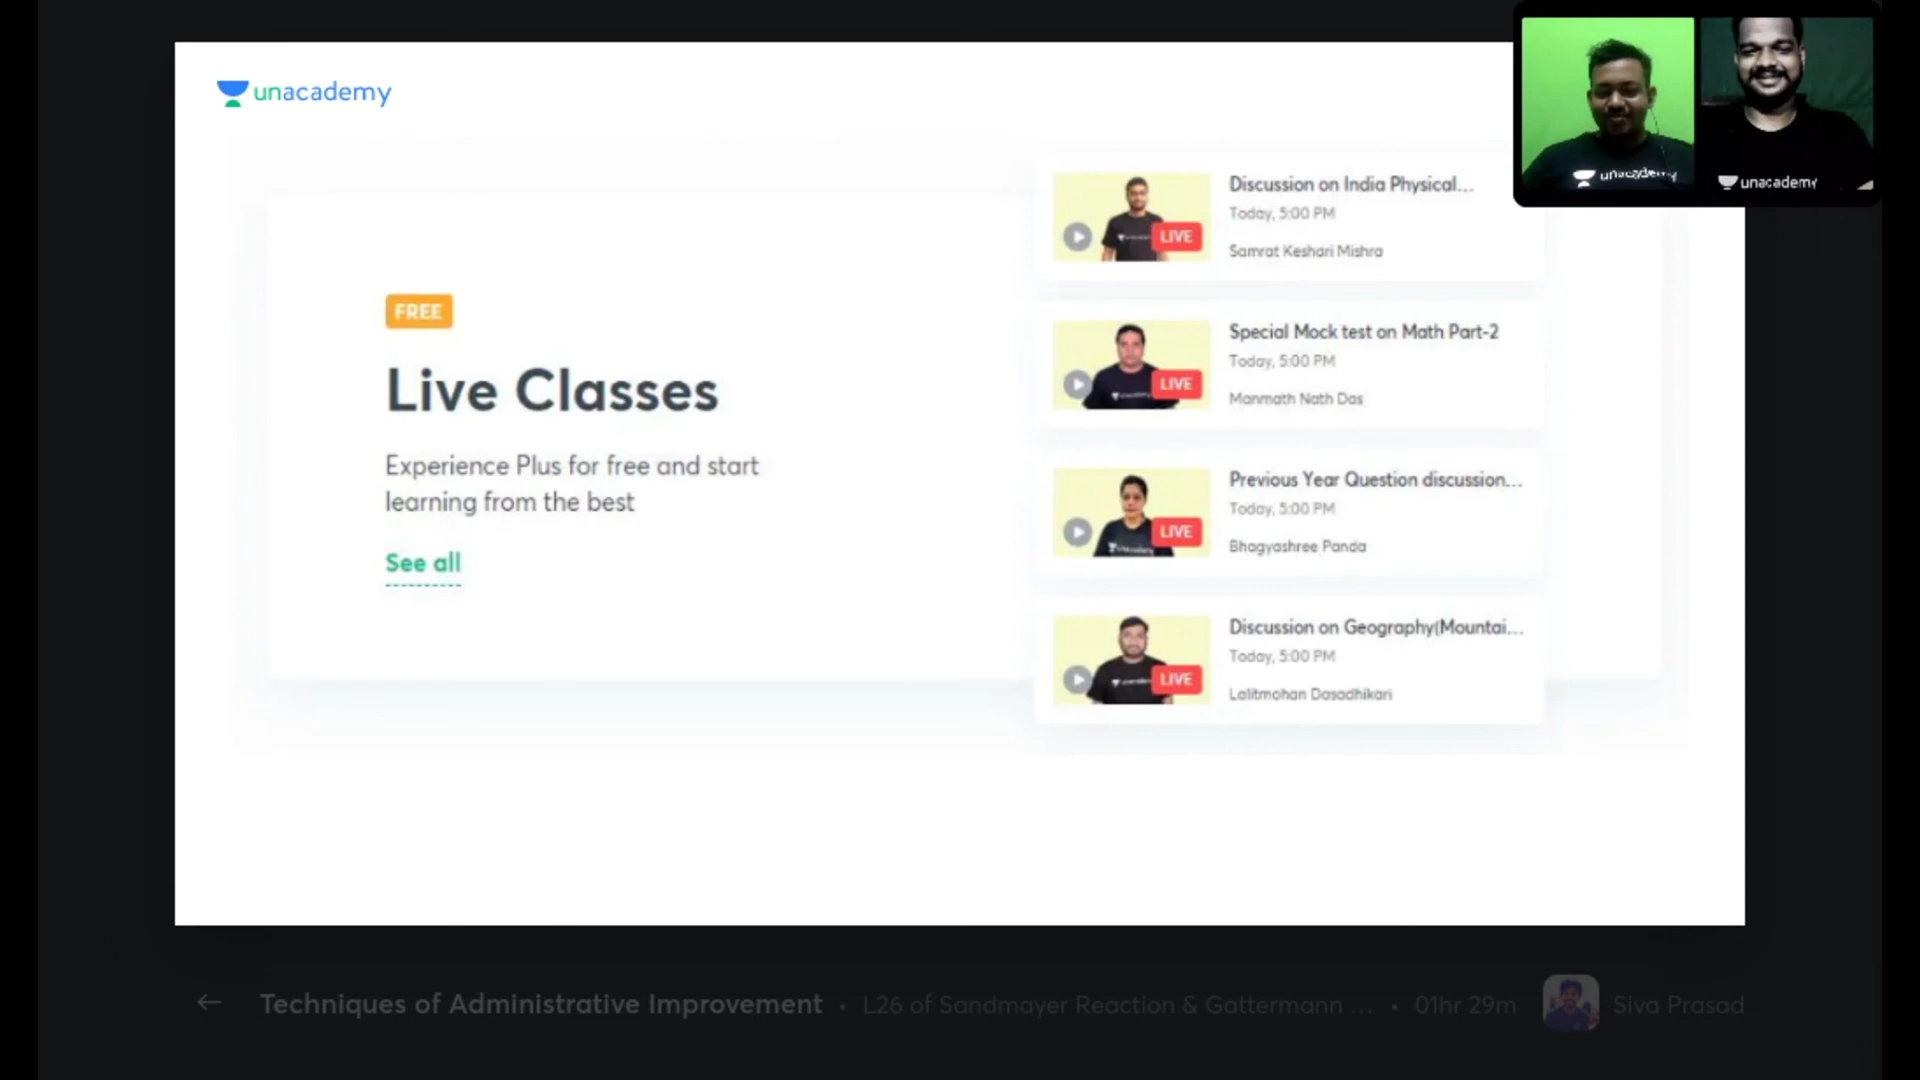 unacademy
FREE
Live Classes
Experience Plus for free and start
learning from the best
See all
LIVE
Discussion on India Physical...
Today, 5:00 PM
Samrat Keshari Mishra
LIVE
Special Mock test on Math Part-2
Today, 5:00 PM
Manmath Nath Das
LIVE
Previous Year Question discussion...
Today, 5:00 PM
Bhagyashree Panda
LIVE
Discussion on Geography(Mountai...
Today, 5:00 PM
Lalitmohan Dasadhikari
unacademy
unacademy
Techniques of Administrative Improvement • L26 of Sandmayer Reaction & Gattermann ... • 01hr 29m Siva Prasad